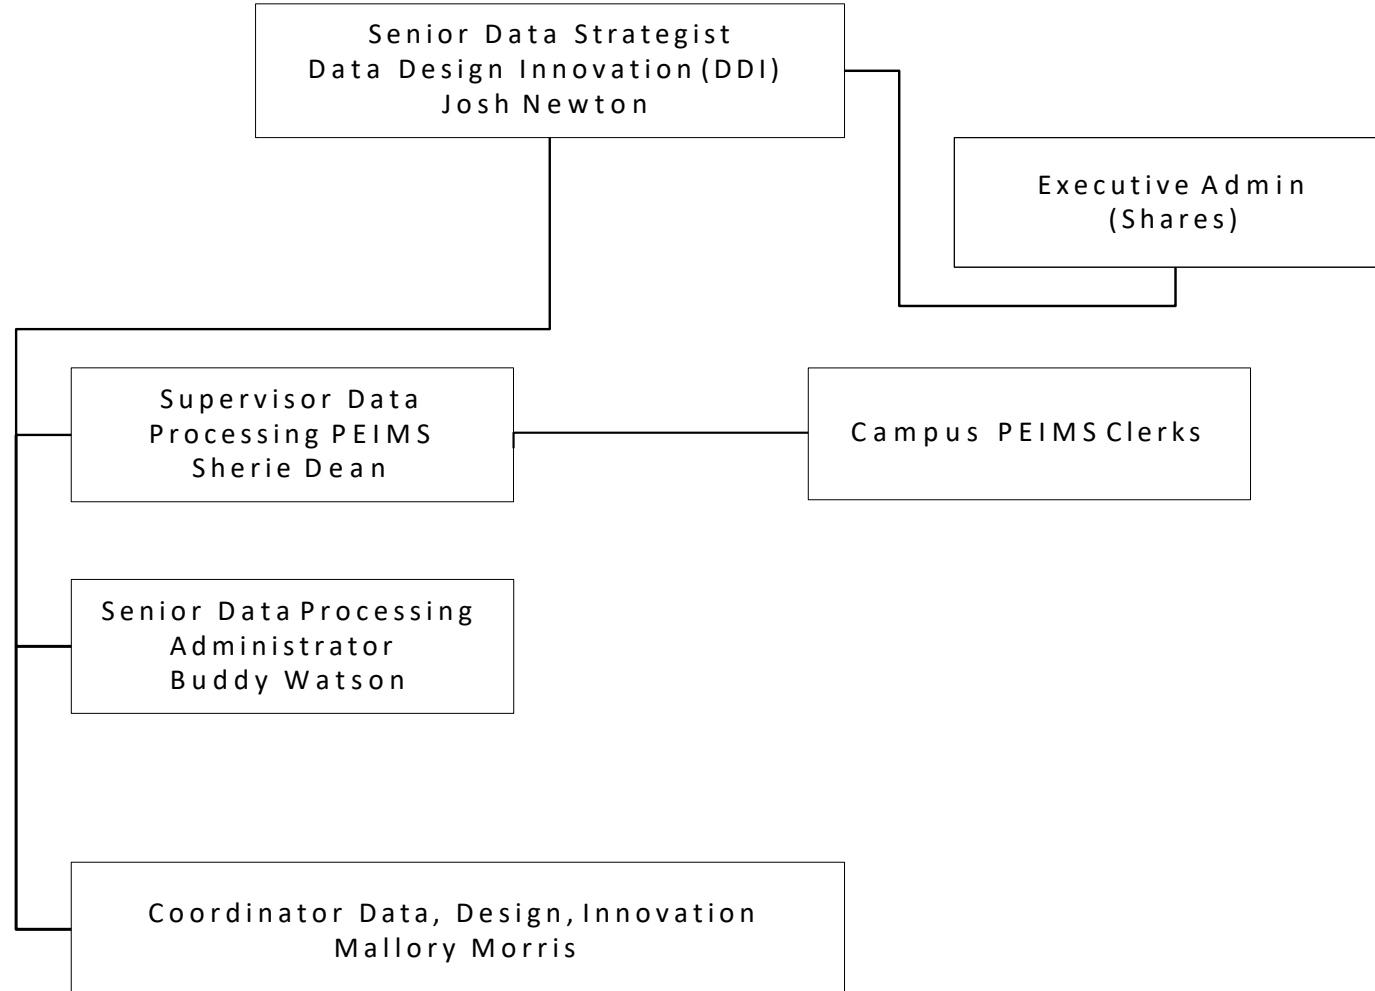 Senior Data Strategist
Data Design Innovation (DDI)
Josh Newton
Executive Admin
(Shares)
Supervisor Data
Processing PEIMS
Sherie Dean
Campus PEIMS Clerks
Senior Data Processing
Administrator
Buddy Watson
Coordinator Data, Design, Innovation
Mallory Morris